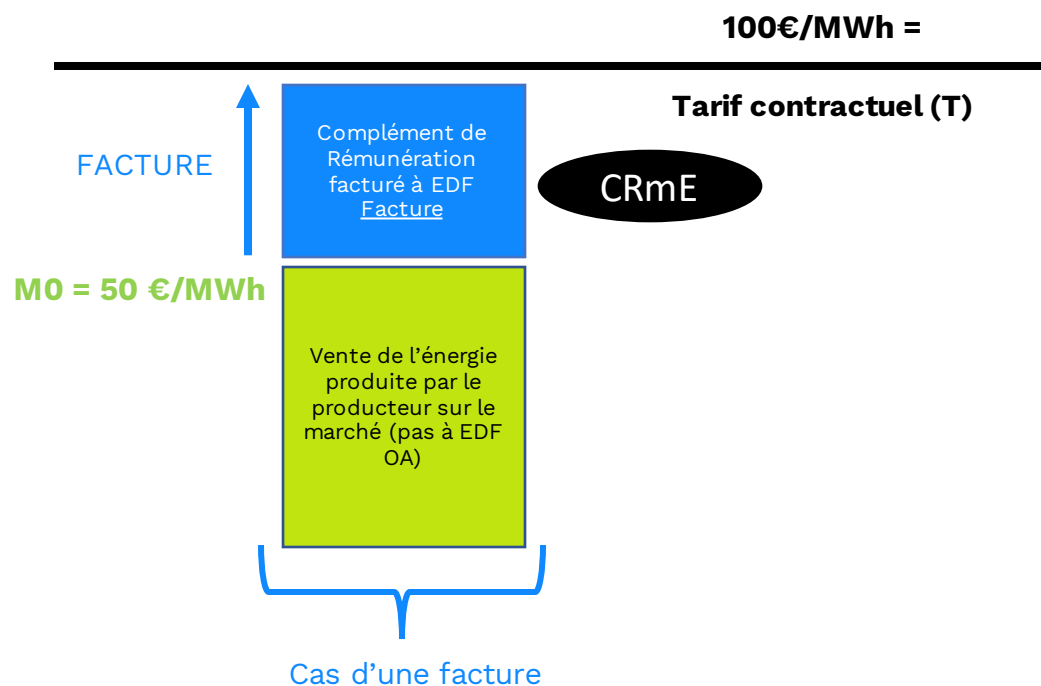 100€/MWh =
Tarif contractuel (T)
Complément de
Rémunération
facturé à EDF
Facture
FACTURE
CRmE
M0 = 50 €/MWh
Vente de l’énergie
produite par le
producteur sur le
marché (pas à EDF
OA)
Cas d’une facture